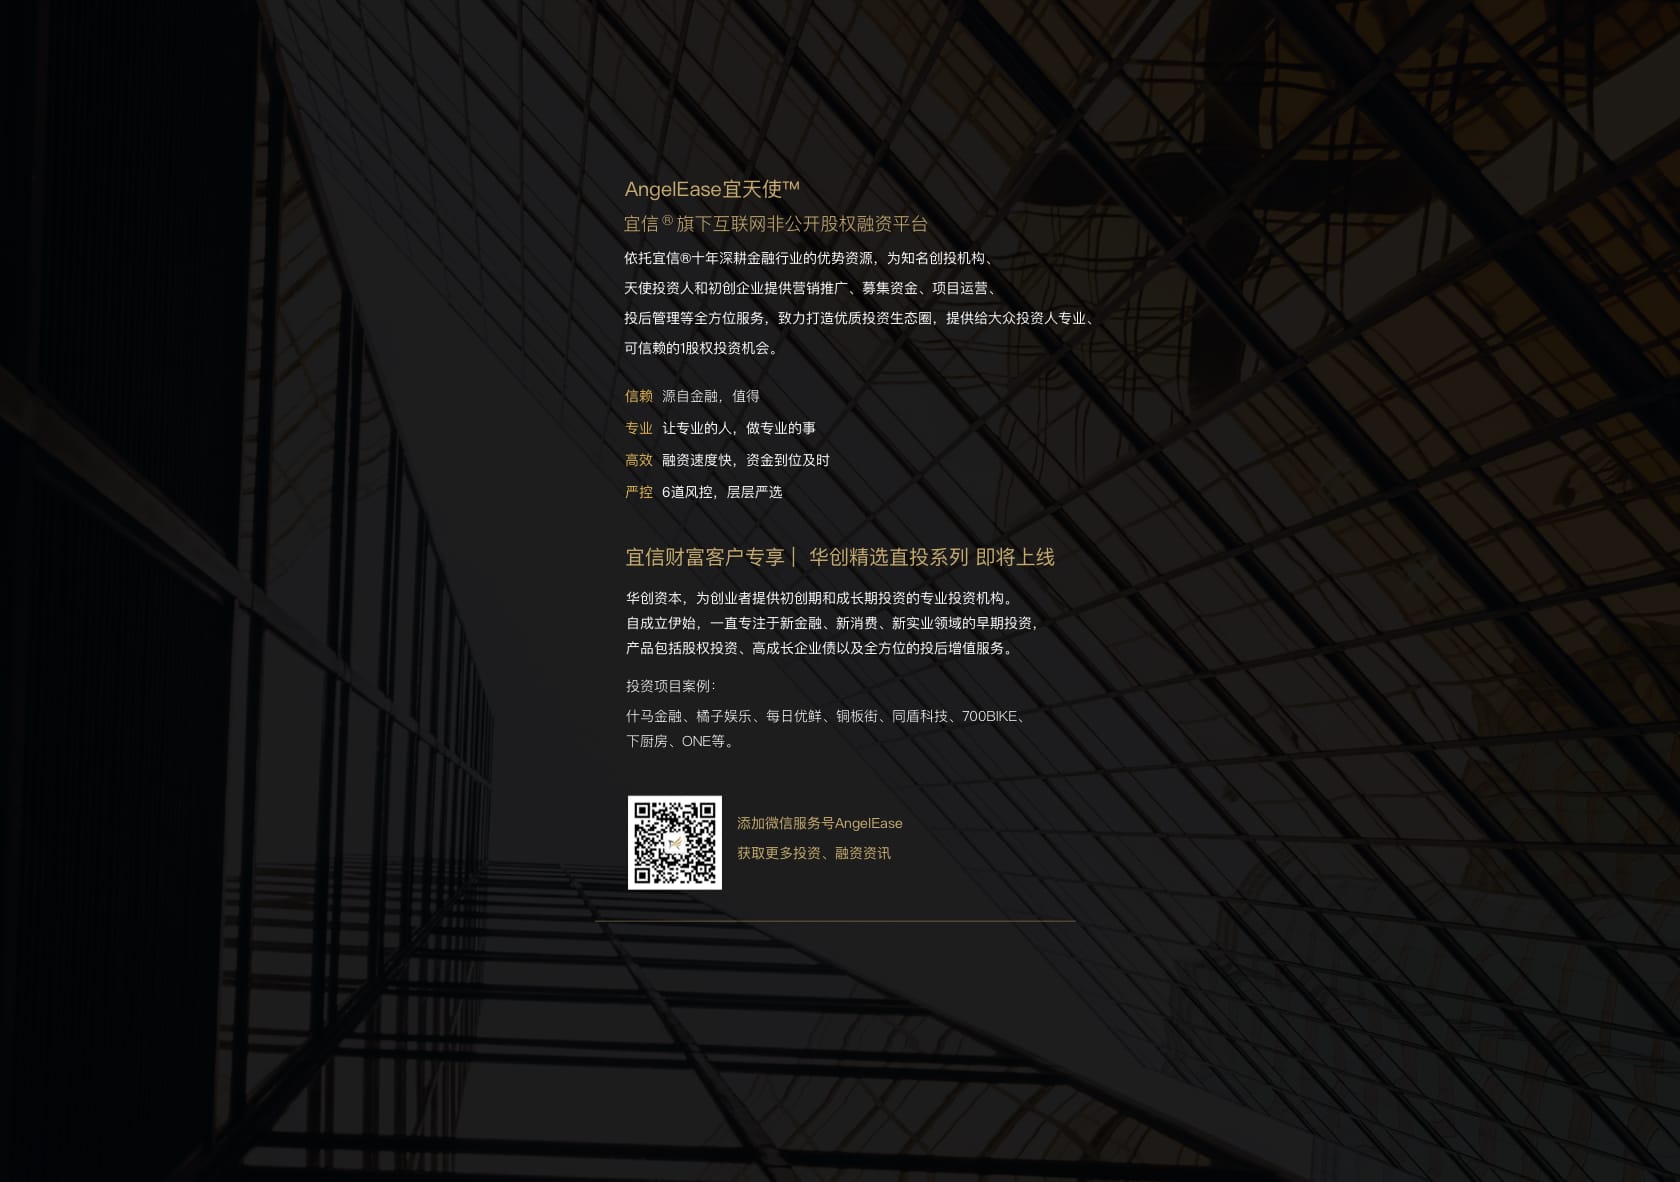 AngelEase宜天使™
宜信®旗下互联网非公开股权融资平台
依托宜信®十年深耕金融行业的优势资源，为知名创投机构、
天使投资人和初创企业提供营销推广、募集资金、项目运营、
投后管理等全方位服务，致力打造优质投资生态圈，提供给大众投资人专业、
可信赖的1股权投资机会。
信赖 源自金融，值得
专业 让专业的人，做专业的事
高效 融资速度快，资金到位及时
严控 6道风控，层层严选
宜信财富客户专享 | 华创精选直投系列 即将上线
华创资本，为创业者提供初创期和成长期投资的专业投资机构。
自成立伊始，一直专注于新金融、新消费、新实业领域的早期投资，
产品包括股权投资、高成长企业债以及全方位的投后增值服务。
投资项目案例：
什马金融、橘子娱乐、每日优鲜、铜板街、同盾科技、700BIKE、
下厨房、ONE等。
添加微信服务号AngelEase
获取更多投资、融资资讯